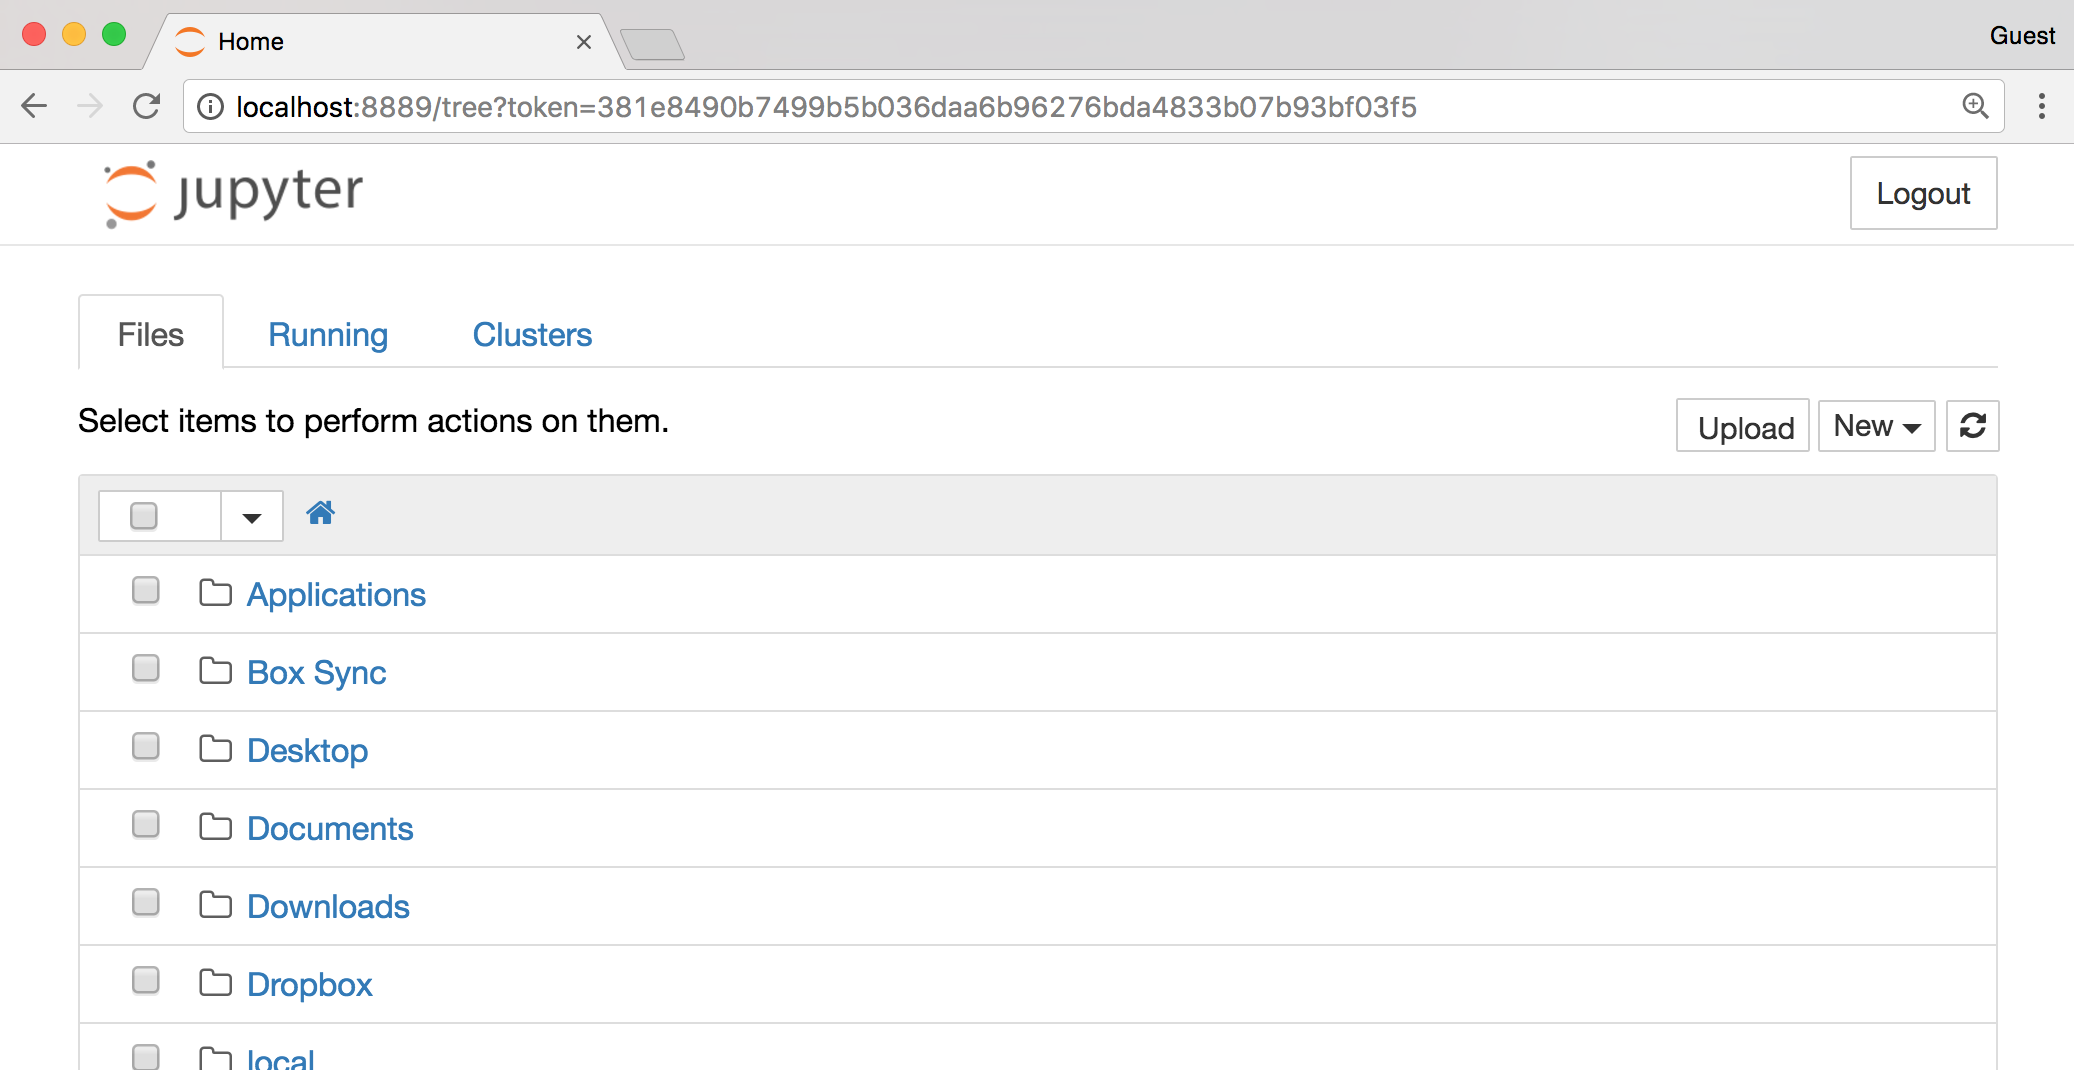 Home
Guest
localhost:8889/tree?token=381e8490b7499b5b036daa6b96276bda4833b07b93bf03f5
jupyter
Logout
Files Running Clusters
Select items to perform actions on them.
Upload New
Applications
Box Sync
Desktop
Documents
Downloads
Dropbox
local